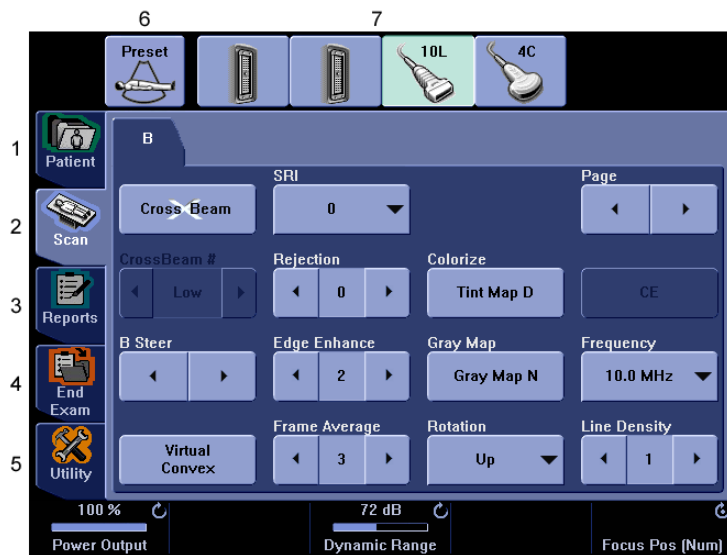 6 7
Preset 10L 4C
1 Patient
B
SRI Page
2 Scan
Cross Beam 0
CrossBeam # Rejection Colorize
3 Reports
Low 0 Tint Map D CE
B Steer Edge Enhance Gray Map Frequency
4 End
Exam
2 Gray Map N 10.0 MHz
Frame Average Rotation Line Density
5 Utility
Virtual
Convex
3 Up 1
100 % 72 dB
Power Output Dynamic Range Focus Pos (Num)